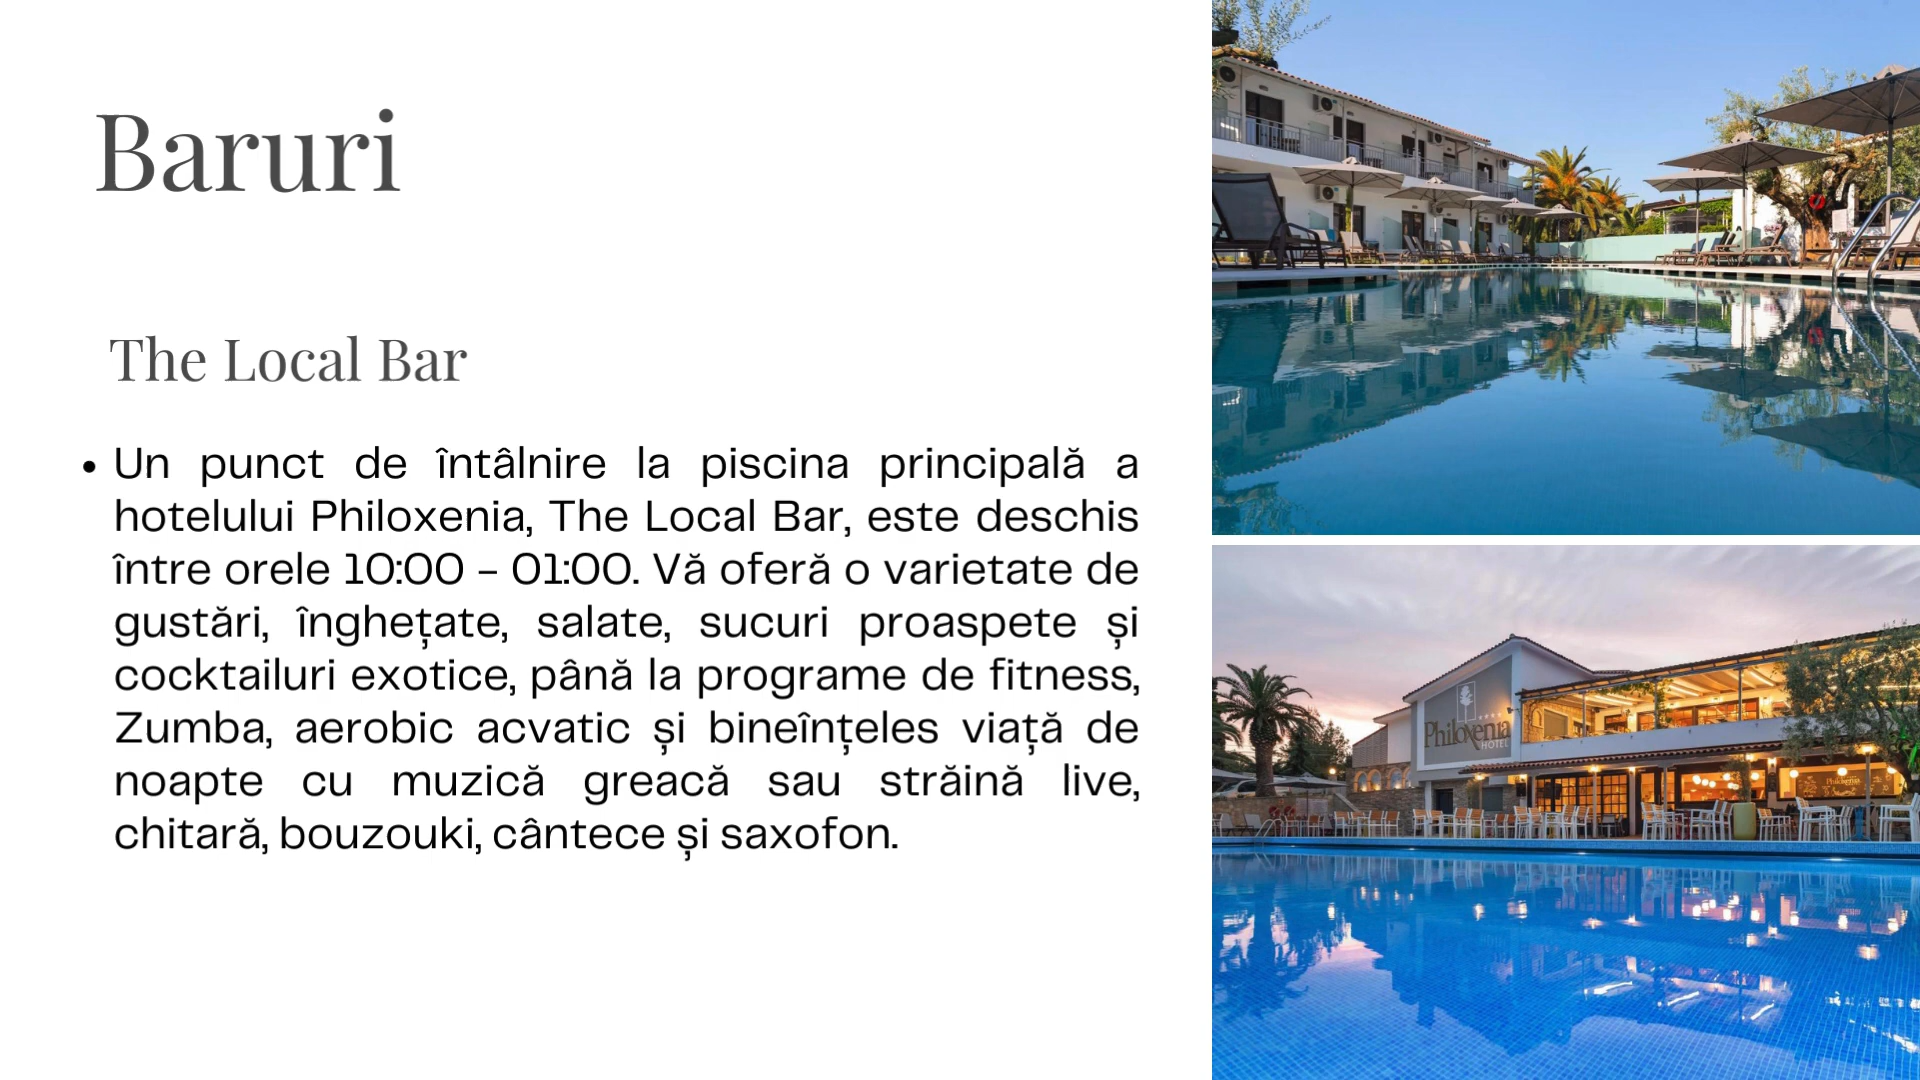 Baruri
The Local Bar
• Un punct de întâlnire la piscina principală a
hotelului Philoxenia, The Local Bar, este deschis
între orele 10:00 – 01:00. Vă oferă o varietate de
gustări, înghețate, salate, sucuri proaspete și
cocktailuri exotice, până la programe de fitness,
Zumba, aerobic acvatic și bineînțeles viață de
noapte cu muzică greacă sau străină live,
chitară, bouzouki, cântece și saxofon.
Philoxenia
HOTEL
Philoxenia